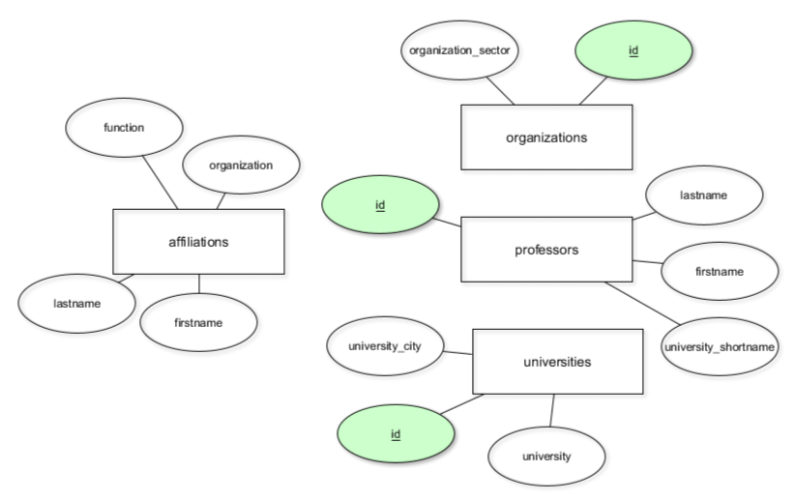 organization_sector
id
organizations
function
organization
affiliations
lastname
firstname
id
lastname
professors
firstname
university_shortname
university_city
universities
id
university